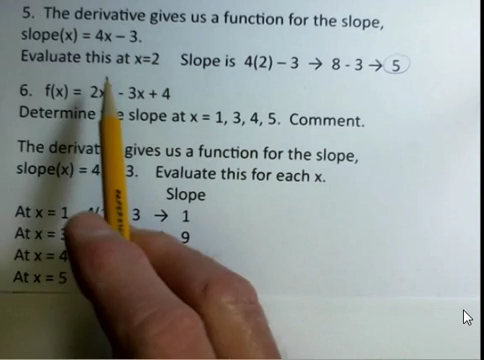 5. The derivative gives us a function for the slope,
slope(x) = 4x – 3.
Evaluate this at x=2 Slope is 4(2) – 3 → 8 - 3 → 5
6. f(x) = 2x - 3x + 4
Determine slope at x = 1, 3, 4, 5. Comment.
The gives us a function for the slope,
slope(x) = 4 3. Evaluate this for each x.
Slope
At x = 1 3 → 1
At x = 9
At x = 4
At x = 5